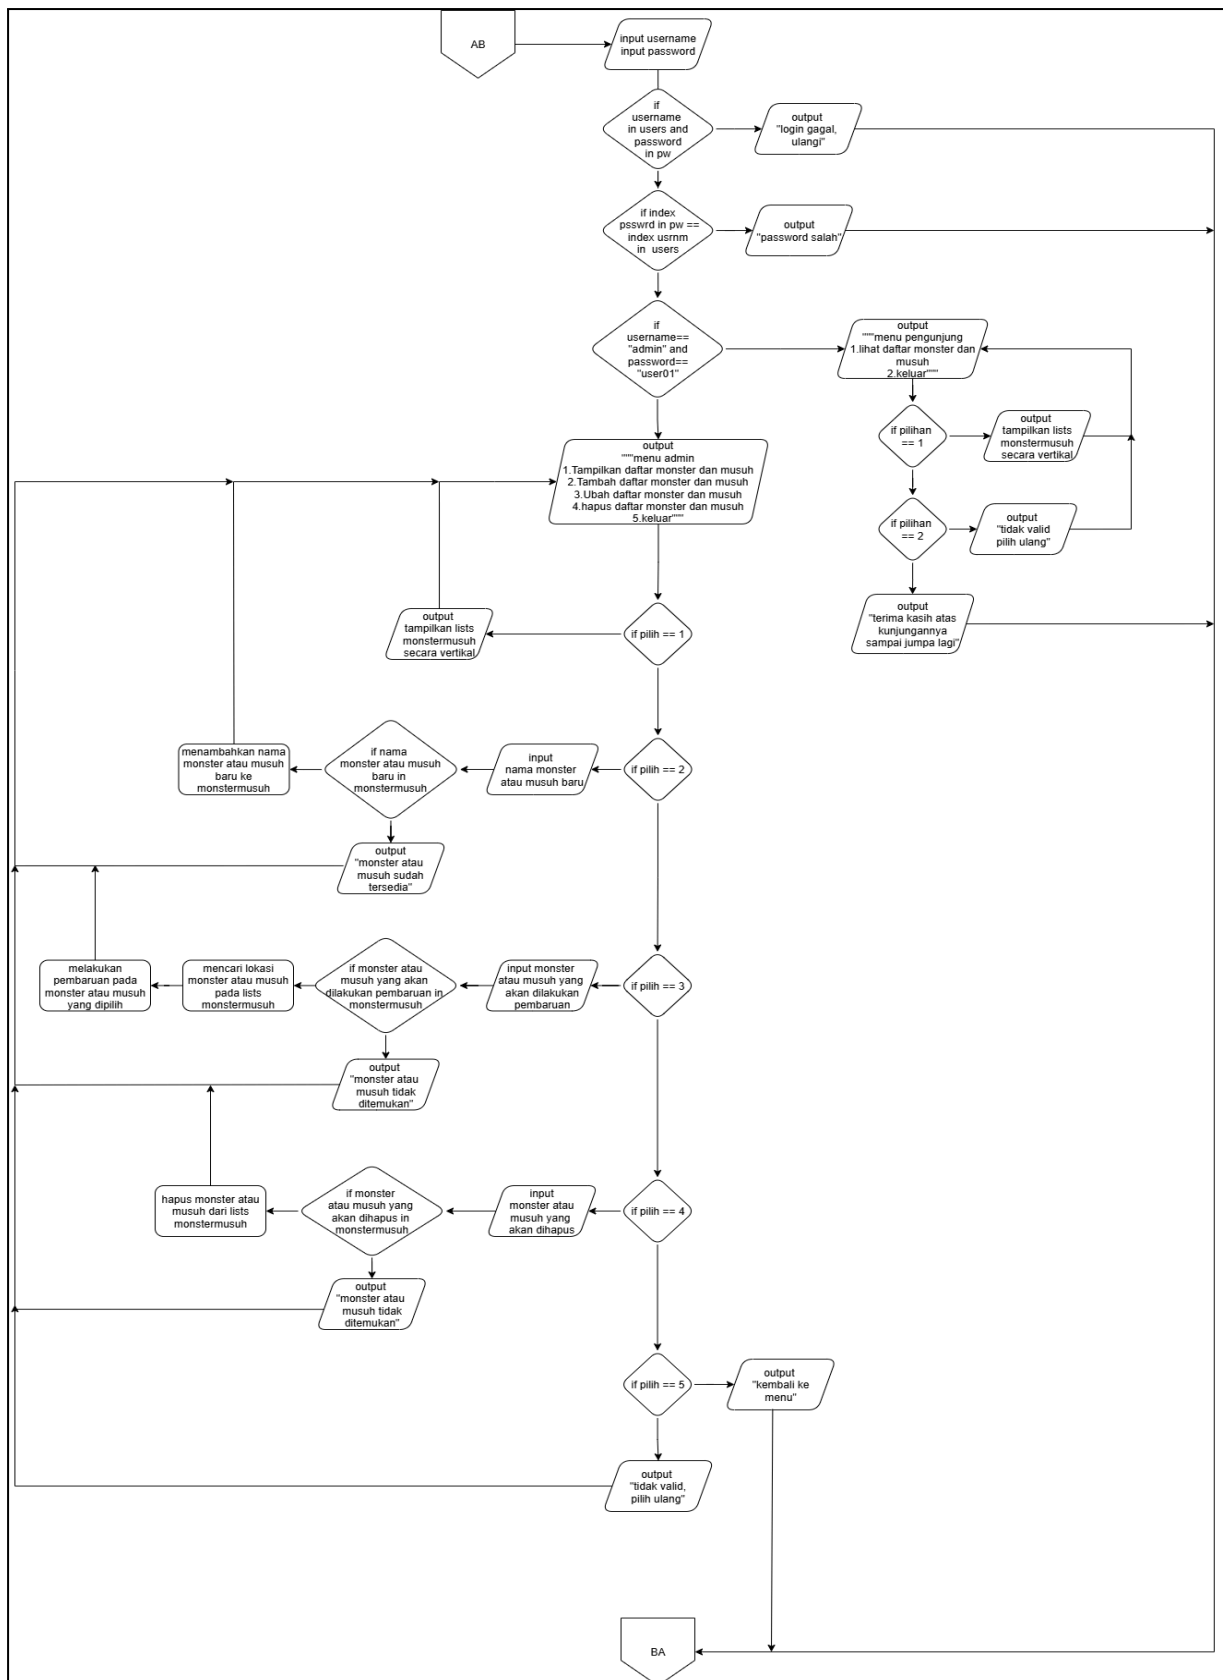 AB
input username
input password
if
username
in users and
password
in pw
output
"login gagal,
ulangi"
if index
psswrd in pw ==
index usrnm
in users
output
"password salah"
if
username==
"admin" and
password==
"user01"
output
"""menu pengunjung
1.lihat daftar monster dan
musuh
2.keluar"""
if pilihan
== 1
output
tampilkan lists
monstermusuh
secara vertikal
if pilihan
== 2
output
"tidak valid
pilih ulang"
output
"terima kasih atas
kunjungannya
sampai jumpa lagi"
output
"""menu admin
1.Tampilkan daftar monster dan musuh
2.Tambah daftar monster dan musuh
3.Ubah daftar monster dan musuh
4.hapus daftar monster dan musuh
5.keluar"""
if pilih == 1
output
tampilkan lists
monstermusuh
secara vertikal
if pilih == 2
input
nama monster
atau musuh baru
if nama
monster atau musuh
baru in
monstermusuh
menambahkan nama
monster atau musuh
baru ke
monstermusuh
output
"monster atau
musuh sudah
tersedia"
if pilih == 3
input monster
atau musuh yang
akan dilakukan
pembaruan
if monster atau
musuh yang akan
dilakukan pembaruan in
monstermusuh
mencari lokasi
monster atau musuh
pada lists
monstermusuh
melakukan
pembaruan pada
monster atau musuh
yang dipilih
output
"monster atau
musuh tidak
ditemukan"
if pilih == 4
input
monster atau
musuh yang
akan dihapus
if monster
atau musuh yang
akan dihapus in
monstermusuh
hapus monster atau
musuh dari lists
monstermusuh
output
"monster atau
musuh tidak
ditemukan"
if pilih == 5
output
"kembali ke
menu"
output
"tidak valid,
pilih ulang"
BA